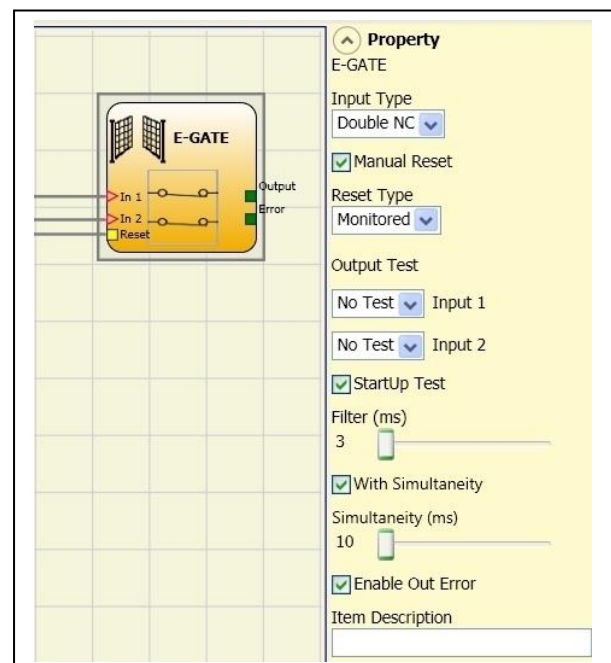 E-GATE
In 1
In 2
Reset
Output
Error
Property
E-GATE
Input Type
Double NC
Manual Reset
Reset Type
Monitored
Output Test
No Test Input 1
No Test Input 2
StartUp Test
Filter (ms)
3
With Simultaneity
Simultaneity (ms)
10
Enable Out Error
Item Description